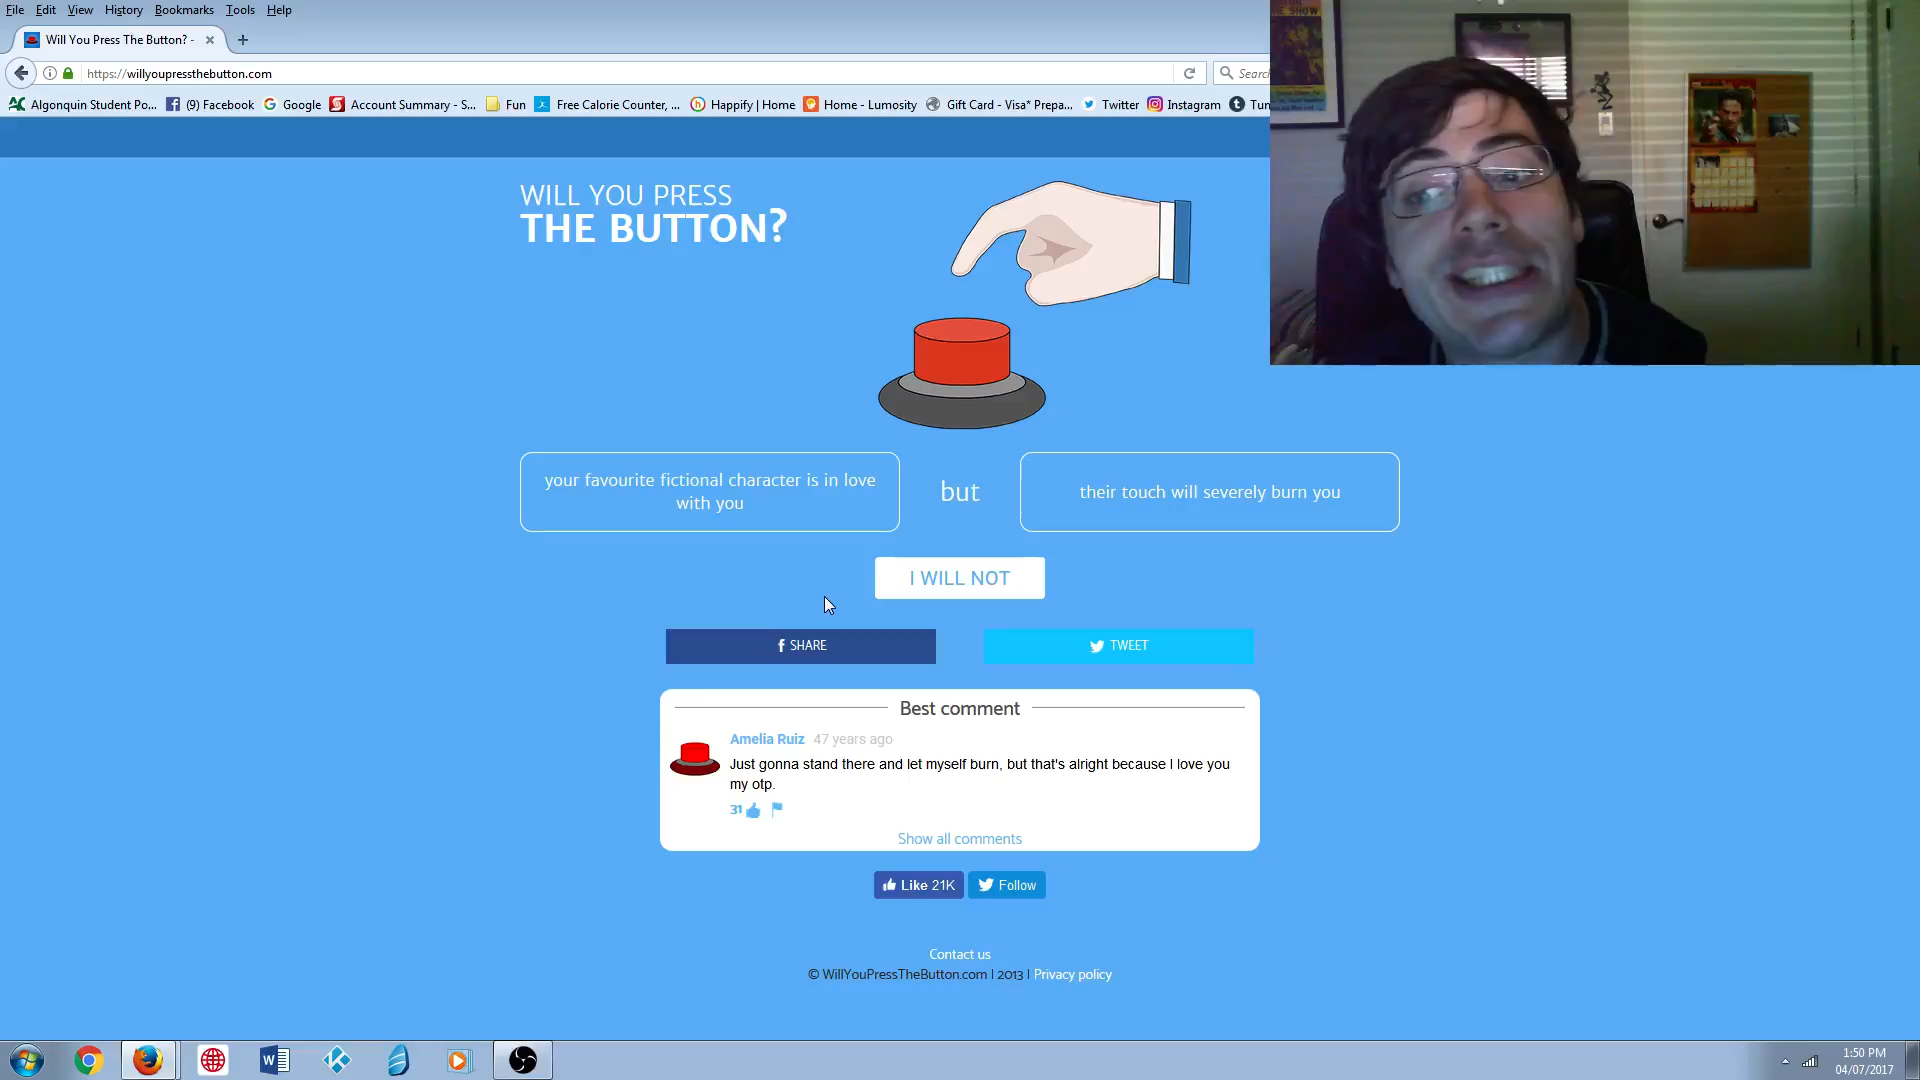 File Edit View History Bookmarks Tools Help
Will You Press The Button? -
https://willyoupressthebutton.com
Search
Algonquin Student Po... (9) Facebook Google Account Summary - S... Fun Free Calorie Counter, ... Happify | Home Home - Lumosity Gift Card - Visa* Prepa... Twitter Instagram Tun
WILL YOU PRESS
THE BUTTON?
your favourite fictional character is in love
with you
but
their touch will severely burn you
I WILL NOT
f SHARE
TWEET
Best comment
Amelia Ruiz 47 years ago
Just gonna stand there and let myself burn, but that's alright because I love you
my otp.
31
Show all comments
Like 21K
Follow
Contact us
© WillYouPressTheButton.com | 2013 | Privacy policy
1:50 PM
04/07/2017